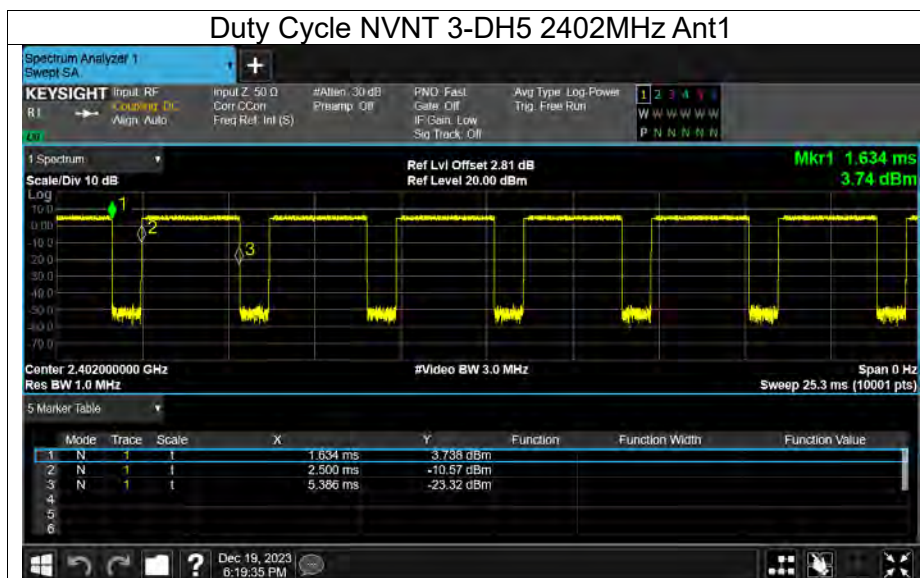 Duty Cycle NVNT 3-DH5 2402MHz Ant1
Spectrum Analyzer 1
Swept SA
+
KEYSIGHT Input: RF Input Z: 50 Ω #Atten: 30 dB PNO: Fast Avg Type: Log-Power 1 2 3 4 5 6
R1 Coupling: DC Corr CCorr Preamp: Off Gate: Off Trig: Free Run W W W W W W
Align: Auto Freq Ref: Int (S) IF Gain: Low P N N N N N
Sig Track: Off
1 Spectrum Ref Lvl Offset 2.81 dB Mkr1 1.634 ms
Scale/Div 10 dB Ref Level 20.00 dBm 3.74 dBm
Log
10.0
0.00
-10.0
-20.0
-30.0
-40.0
-50.0
-60.0
-70.0
1
2
3
Center 2.402000000 GHz #Video BW 3.0 MHz Span 0 Hz
Res BW 1.0 MHz Sweep 25.3 ms (10001 pts)
5 Marker Table
Mode Trace Scale X Y Function Function Width Function Value
1 N 1 t 1.634 ms 3.738 dBm
2 N 1 t 2.500 ms -10.57 dBm
3 N 1 t 5.386 ms -23.32 dBm
4
5
6
? Dec 19, 2023
6:19:35 PM